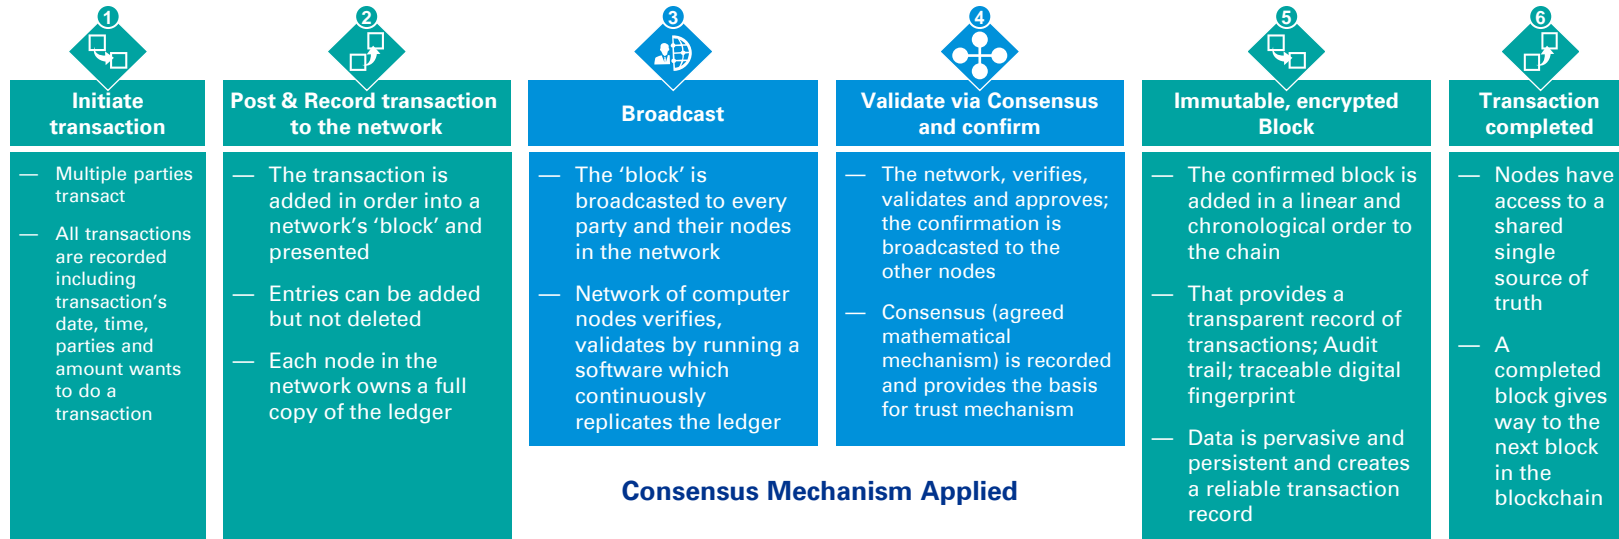 1
Initiate
transaction
— Multiple parties
transact
— All transactions
are recorded
including
transaction’s
date, time,
parties and
amount wants
to do a
transaction
2
Post & Record transaction
to the network
— The transaction is
added in order into a
network’s ‘block’ and
presented
— Entries can be added
but not deleted
— Each node in the
network owns a full
copy of the ledger
3
Broadcast
— The ‘block’ is
broadcasted to every
party and their nodes
in the network
— Network of computer
nodes verifies,
validates by running a
software which
continuously
replicates the ledger
4
Validate via Consensus
and confirm
— The network, verifies,
validates and approves;
the confirmation is
broadcasted to the
other nodes
— Consensus (agreed
mathematical
mechanism) is recorded
and provides the basis
for trust mechanism
Consensus Mechanism Applied
5
Immutable, encrypted
Block
— The confirmed block is
added in a linear and
chronological order to
the chain
— That provides a
transparent record of
transactions; Audit
trail; traceable digital
fingerprint
— Data is pervasive and
persistent and creates
a reliable transaction
record
6
Transaction
completed
— Nodes have
access to a
shared
single
source of
truth
— A
completed
block gives
way to the
next block
in the
blockchain